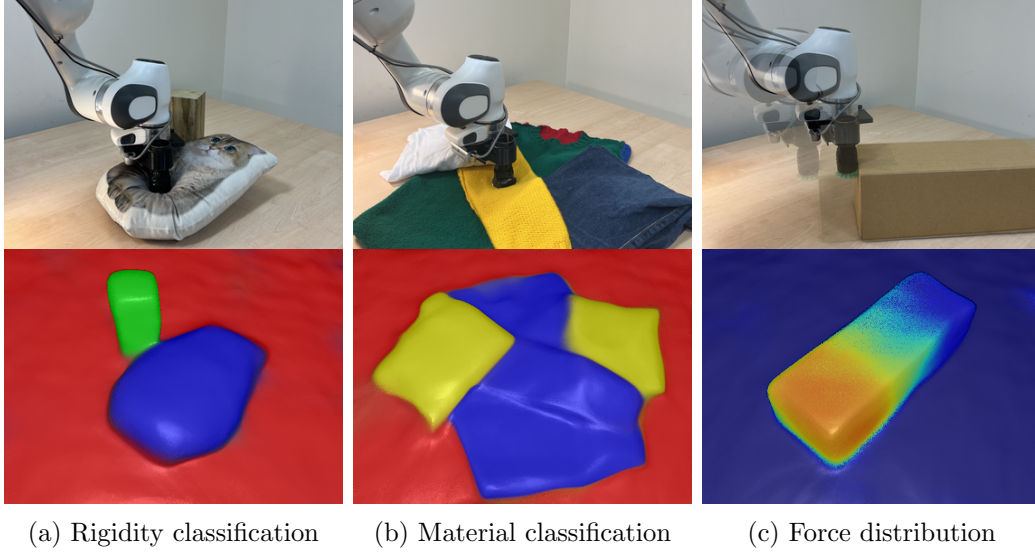 (a) Rigidity classification
(b) Material classification
(c) Force distribution